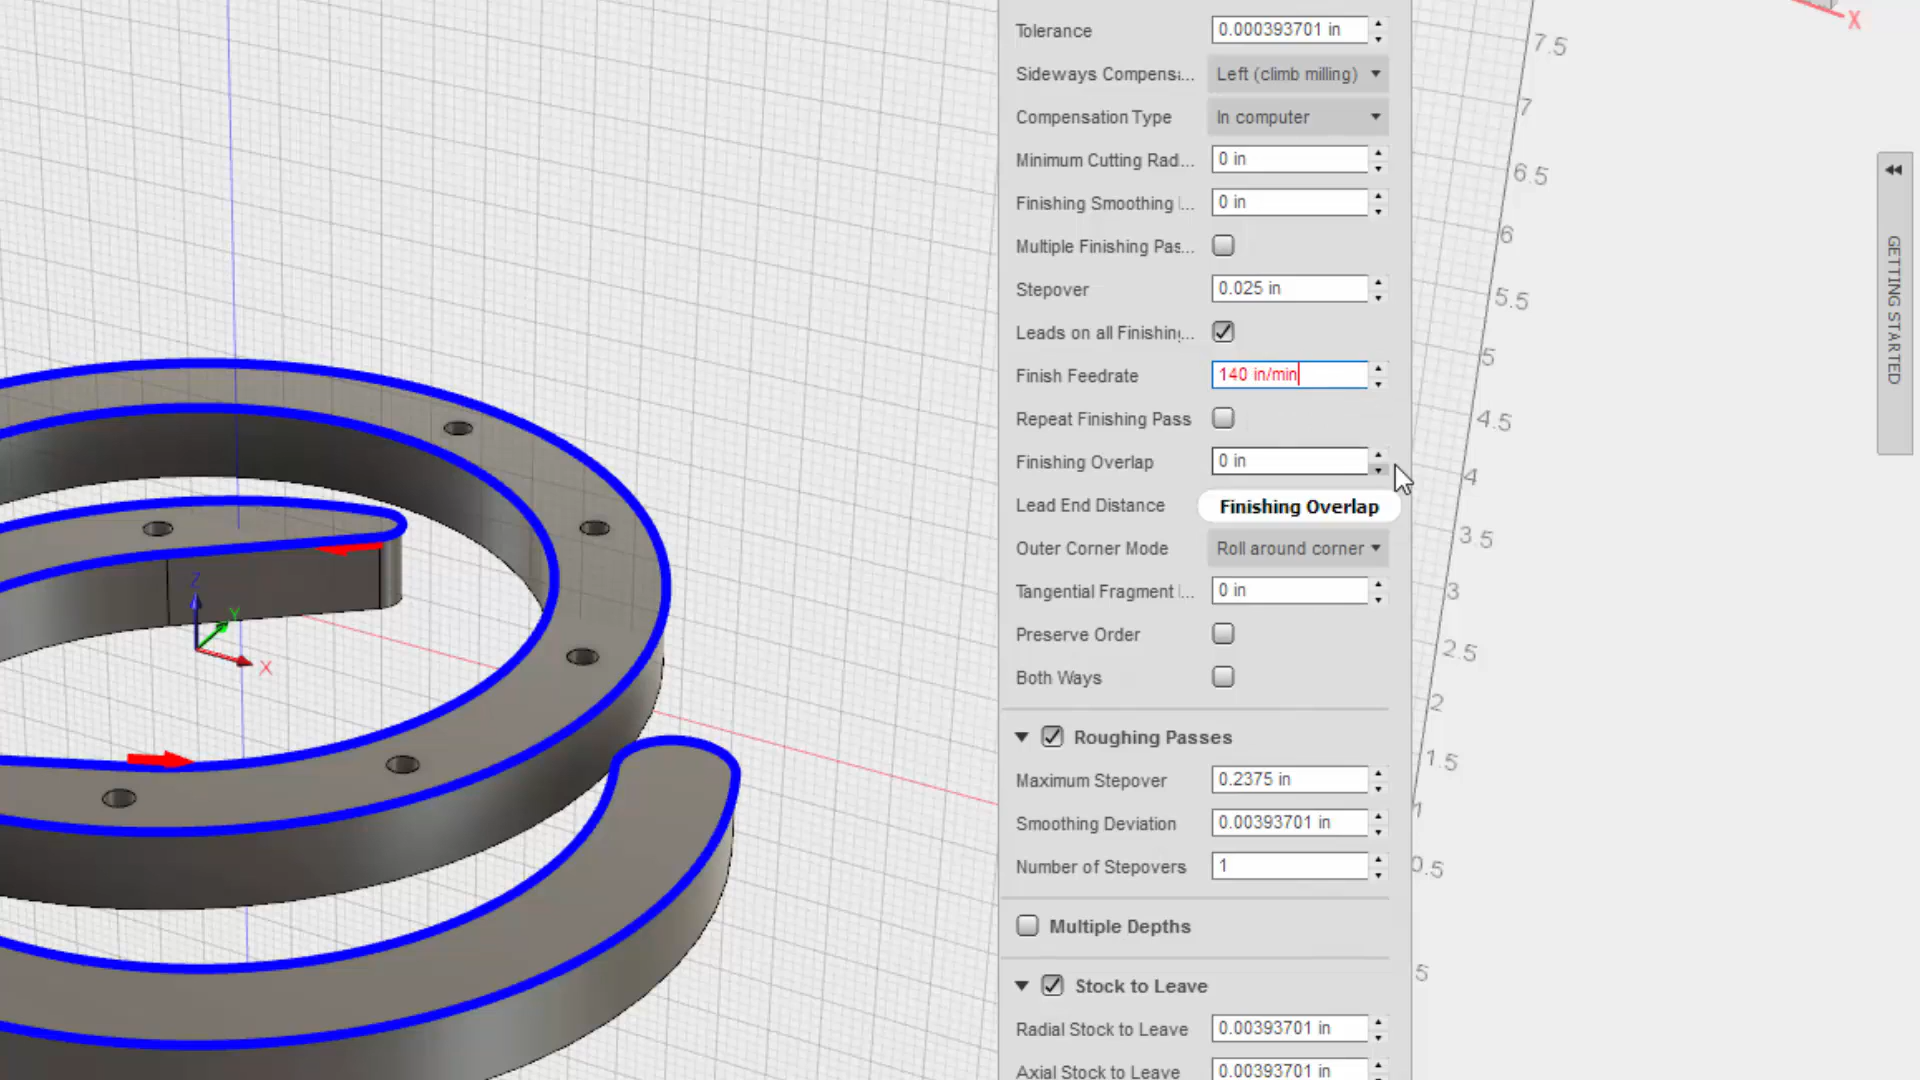 Tolerance 0.000393701 in
Sideways Compensa... Left (climb milling)
Compensation Type In computer
Minimum Cutting Rad... 0 in
Finishing Smoothing ... 0 in
Multiple Finishing Pas...
Stepover 0.025 in
Leads on all Finishing...
Finish Feedrate 140 in/min
Repeat Finishing Pass
Finishing Overlap 0 in
Lead End Distance
Finishing Overlap
Outer Corner Mode Roll around corner
Tangential Fragment ... 0 in
Preserve Order
Both Ways
Roughing Passes
Maximum Stepover 0.2375 in
Smoothing Deviation 0.00393701 in
Number of Stepovers 1
Multiple Depths
Stock to Leave
Radial Stock to Leave 0.00393701 in
Axial Stock to Leave 0.00393701 in
X
7.5
7
6.5
6
5.5
5
4.5
4
3.5
3
2.5
2
1.5
1
0.5
5
GETTING STARTED
Z
Y
X